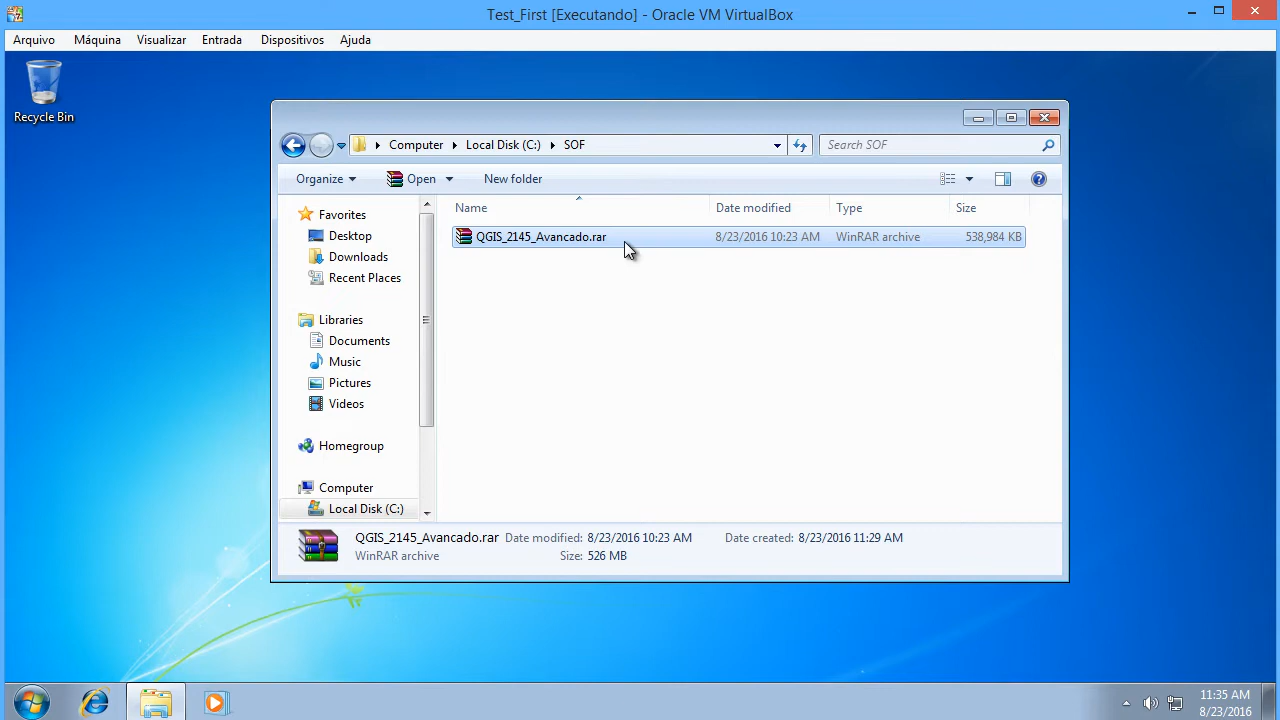 Test_First [Executando] - Oracle VM VirtualBox
Arquivo Máquina Visualizar Entrada Dispositivos Ajuda
Recycle Bin
Computer Local Disk (C:) SOF
Search SOF
Organize Open New folder
Name Date modified Type Size
QGIS_2145_Avancado.rar 8/23/2016 10:23 AM WinRAR archive 538,984 KB
Favorites
Desktop
Downloads
Recent Places
Libraries
Documents
Music
Pictures
Videos
Homegroup
Computer
Local Disk (C:)
QGIS_2145_Avancado.rar Date modified: 8/23/2016 10:23 AM Date created: 8/23/2016 11:29 AM
WinRAR archive Size: 526 MB
11:35 AM
8/23/2016